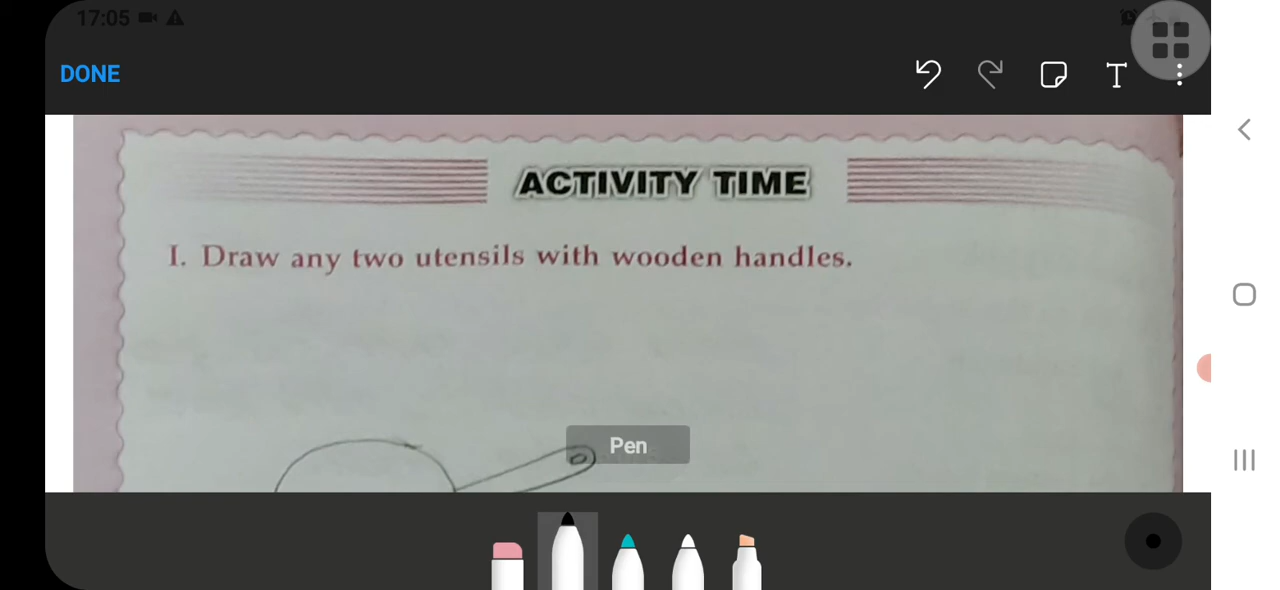 17:05
DONE
T
ACTIVITY TIME
I. Draw any two utensils with wooden handles.
Pen